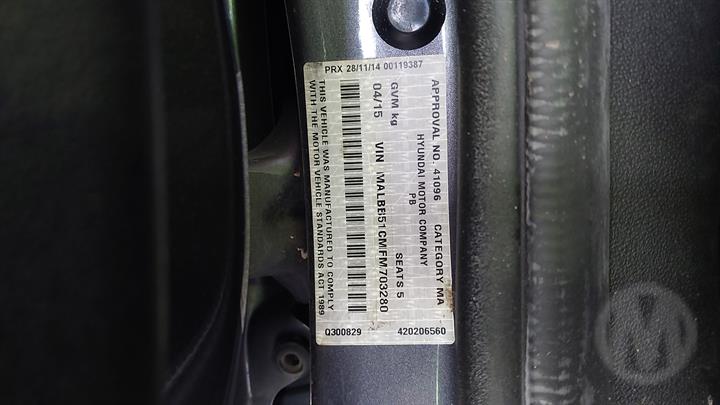 PRX 28/11/14 00119387
APPROVAL NO. 41096 CATEGORY MA
HYUNDAI MOTOR COMPANY
PB
GVM kg SEATS 5
04/15 VIN MALBB51CMFM703280
THIS VEHICLE WAS MANUFACTURED TO COMPLY
WITH THE MOTOR VEHICLE STANDARDS ACT 1989
Q300829 420206560
M